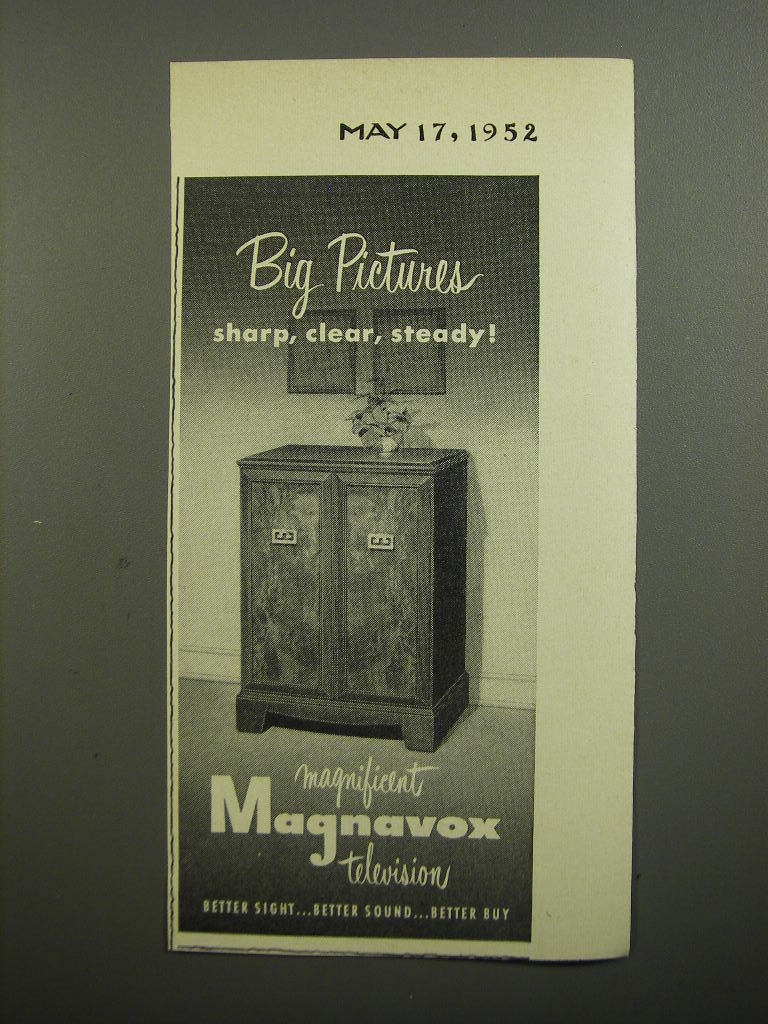 MAY 17, 1952
Big Pictures
sharp, clear, steady!
magnificent
Magnavox
television
BETTER SIGHT...BETTER SOUND...BETTER BUY